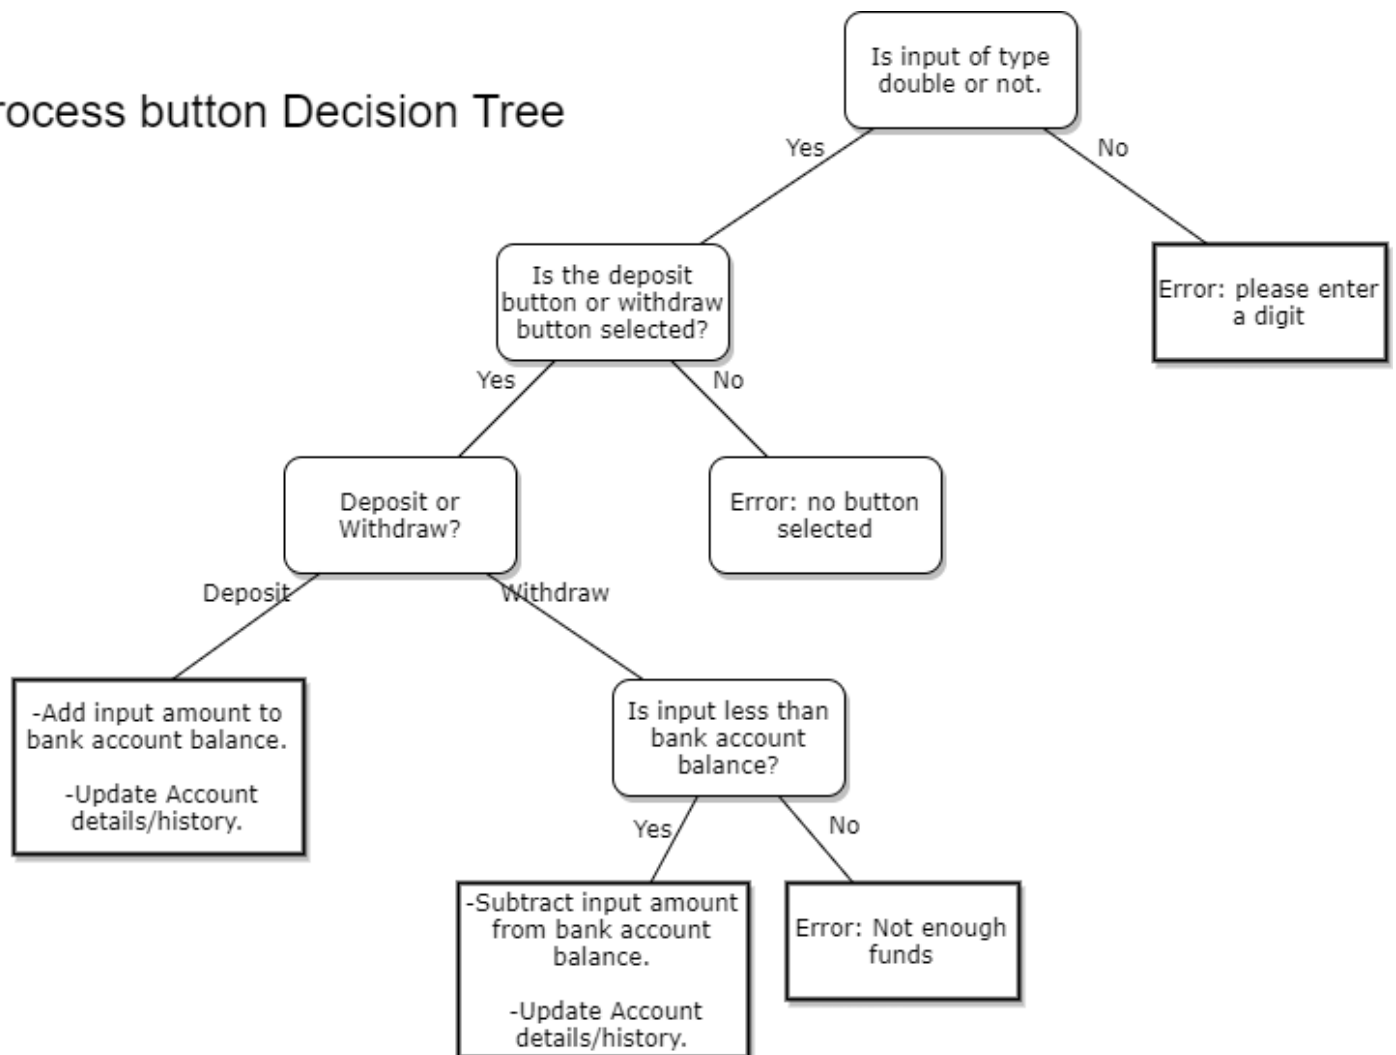 Is input of type
double or not.
rocess button Decision Tree
Yes
No
Is the deposit
button or withdraw
button selected?
Error: please enter
a digit
Yes
No
Deposit or
Withdraw?
Error: no button
selected
Deposit
Withdraw
-Add input amount to
bank account balance.
-Update Account
details/history.
Is input less than
bank account
balance?
Yes
No
-Subtract input amount
from bank account
balance.
-Update Account
details/history.
Error: Not enough
funds